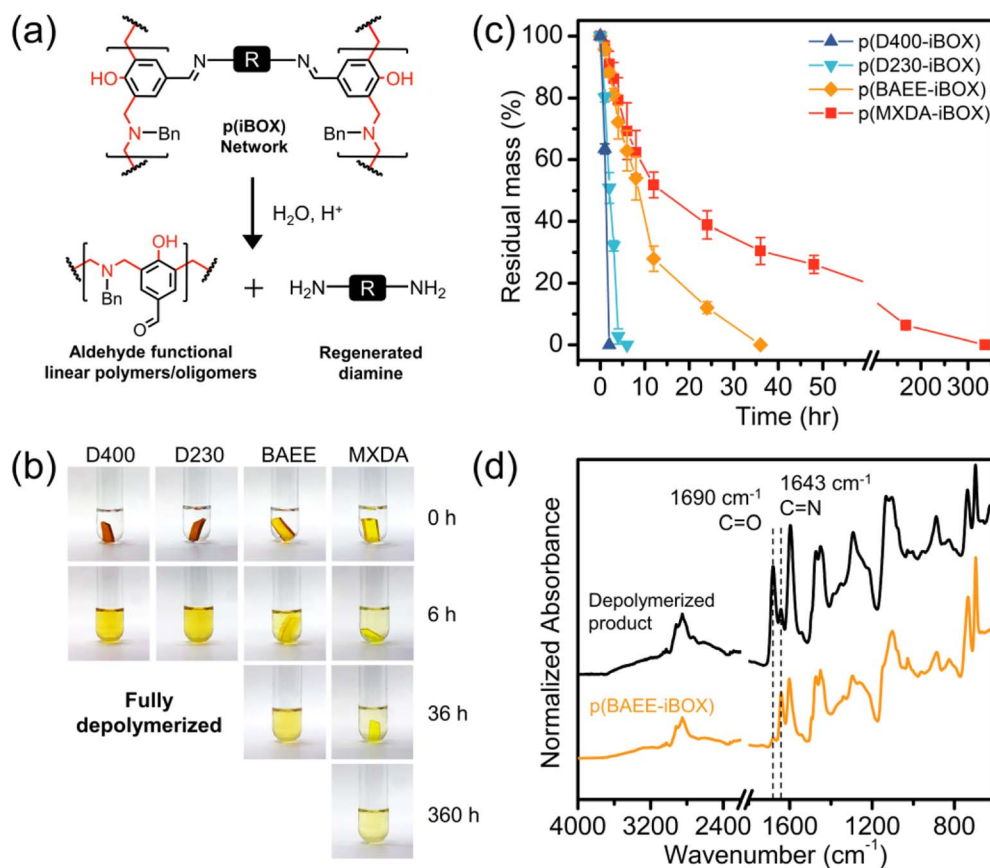 (a)
N
R
N
OH
OH
N
Bn
N
Bn
p(iBOX)
Network
H₂O, H⁺
OH
N
Bn
O
+
H₂N
R
NH₂
Aldehyde functional
linear polymers/oligomers
Regenerated
diamine
(b)
D400 D230 BAEE MXDA
0 h
6 h
Fully
depolymerized
36 h
360 h
(c)
p(D400-iBOX)
p(D230-iBOX)
p(BAEE-iBOX)
p(MXDA-iBOX)
Residual mass (%)
100
80
60
40
20
0
0 10 20 30 40 50 200 300
Time (hr)
(d)
1690 cm⁻¹
C=O
1643 cm⁻¹
C=N
Depolymerized
product
p(BAEE-iBOX)
Normalized Absorbance
4000 3200 2400 1600 1200 800
Wavenumber (cm⁻¹)